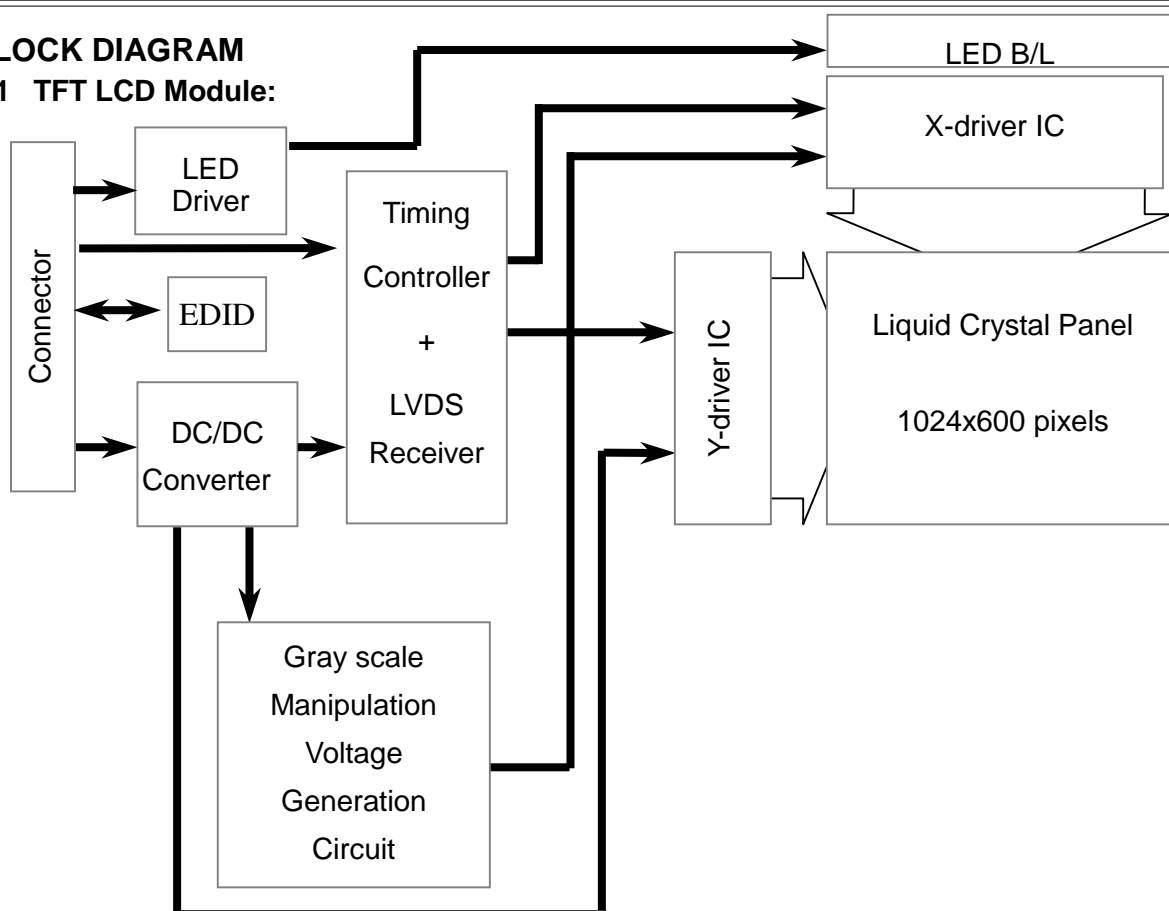 LOCK DIAGRAM
1 TFT LCD Module:
LED B/L
X-driver IC
LED
Driver
Timing
Controller
+
LVDS
Receiver
Connector
EDID
DC/DC
Converter
Y-driver IC
Liquid Crystal Panel
1024x600 pixels
Gray scale
Manipulation
Voltage
Generation
Circuit